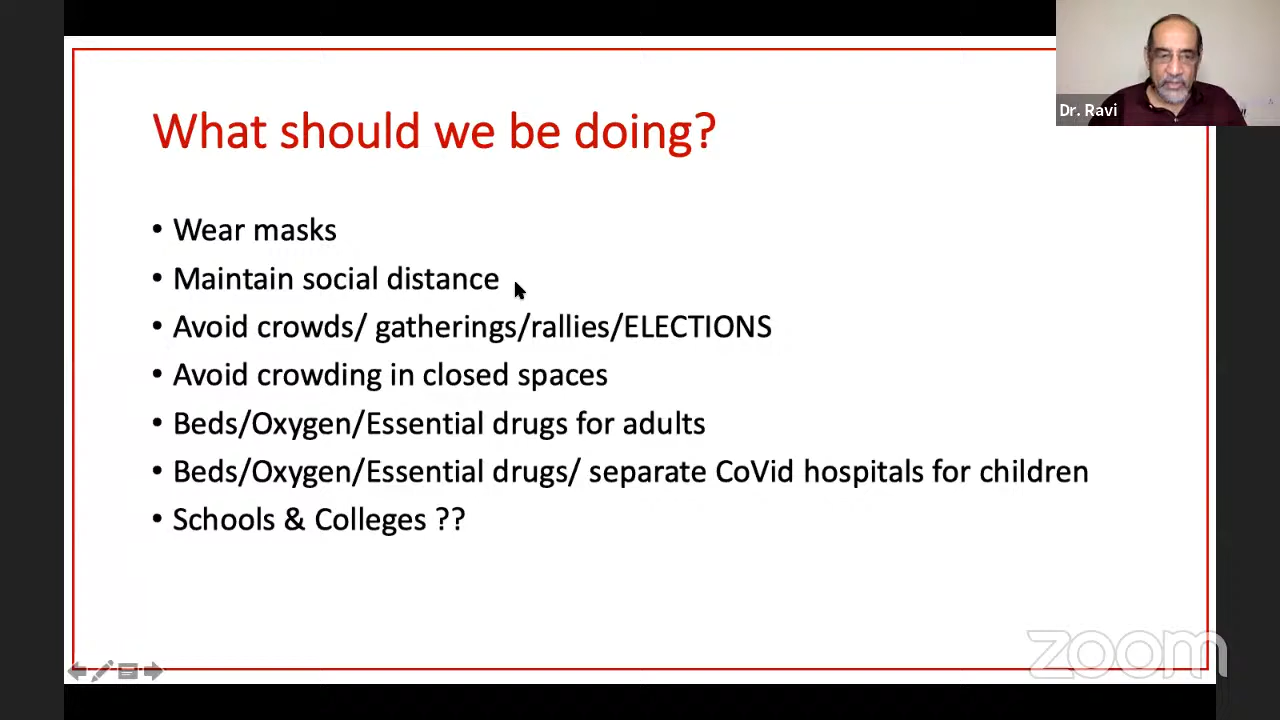 Dr. Ravi
What should we be doing?
• Wear masks
• Maintain social distance
• Avoid crowds/ gatherings/rallies/ELECTIONS
• Avoid crowding in closed spaces
• Beds/Oxygen/Essential drugs for adults
• Beds/Oxygen/Essential drugs/ separate CoVid hospitals for children
• Schools & Colleges ??
zoom